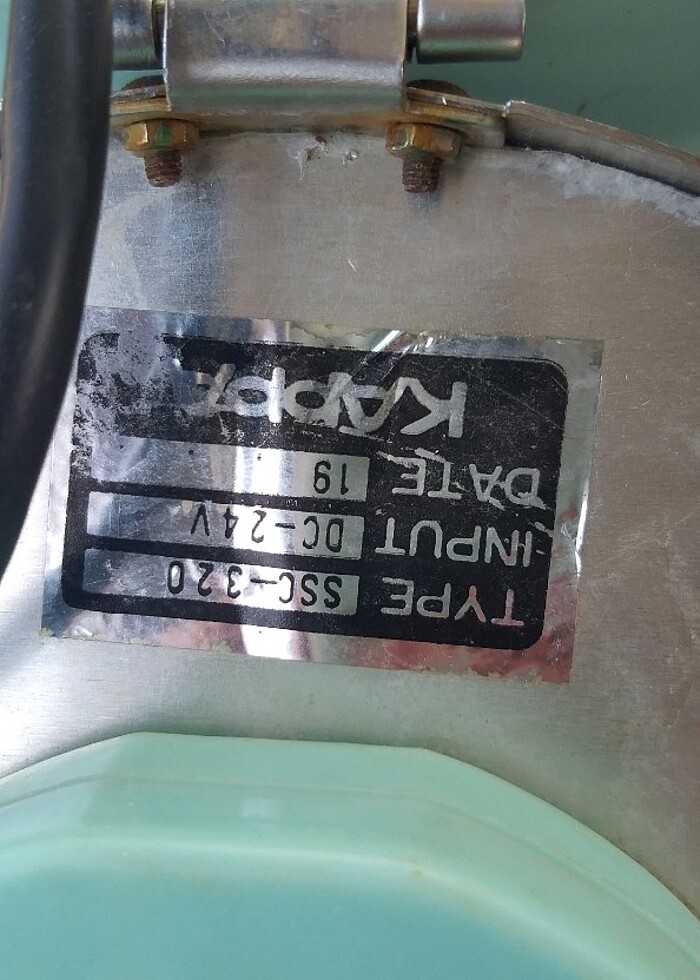 TYPE SSC-320
INPUT DC-24V
DATE 19